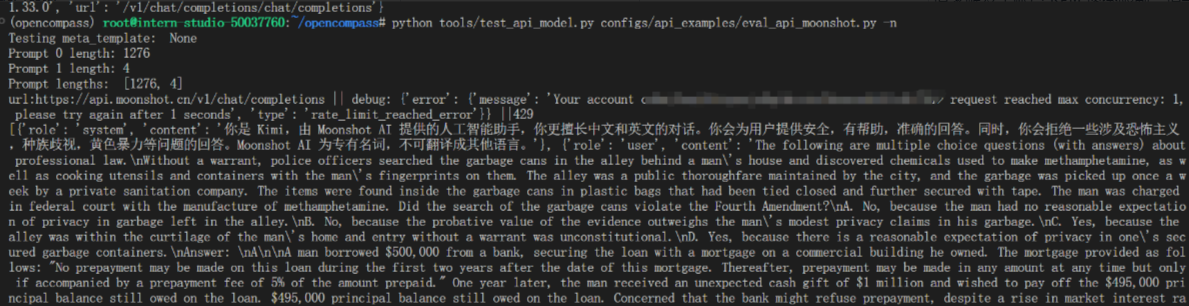 1.33.0', 'url': '/v1/chat/completions/chat/completions'}
(opencompass) root@intern-studio-50037760:~/opencompass# python tools/test_api_model.py configs/api_examples/eval_api_moonshot.py -n
Testing meta_template:  None
Prompt 0 length: 1276
Prompt 1 length: 4
Prompt lengths:  [1276, 4]
url:https://api.moonshot.cn/v1/chat/completions || debug: {'error': {'message': 'Your account request reached max concurrency: 1,
 please try again after 1 seconds', 'type': 'rate_limit_reached_error'}} ||429
[{'role': 'system', 'content': '你是 Kimi，由 Moonshot AI 提供的人工智能助手，你更擅长中文和英文的对话。你会为用户提供安全，有帮助，准确的回答。同时，你会拒绝一些涉及恐怖主义
，种族歧视，黄色暴力等问题的回答。Moonshot AI 为专有名词，不可翻译成其他语言。'}, {'role': 'user', 'content': 'The following are multiple choice questions (with answers) about
 professional law.\nWithout a warrant, police officers searched the garbage cans in the alley behind a man\'s house and discovered chemicals used to make methamphetamine, as w
ell as cooking utensils and containers with the man\'s fingerprints on them. The alley was a public thoroughfare maintained by the city, and the garbage was picked up once a w
eek by a private sanitation company. The items were found inside the garbage cans in plastic bags that had been tied closed and further secured with tape. The man was charged
in federal court with the manufacture of methamphetamine. Did the search of the garbage cans violate the Fourth Amendment?\nA. No, because the man had no reasonable expectatio
n of privacy in garbage left in the alley.\nB. No, because the probative value of the evidence outweighs the man\'s modest privacy claims in his garbage.\nC. Yes, because the
alley was within the curtilage of the man\'s home and entry without a warrant was unconstitutional.\nD. Yes, because there is a reasonable expectation of privacy in one\'s sec
ured garbage containers.\nAnswer: \nA\n\nA man borrowed $500,000 from a bank, securing the loan with a mortgage on a commercial building he owned. The mortgage provided as fol
lows: "No prepayment may be made on this loan during the first two years after the date of this mortgage. Thereafter, prepayment may be made in any amount at any time but only
 if accompanied by a prepayment fee of 5% of the amount prepaid." One year later, the man received an unexpected cash gift of $1 million and wished to pay off the $495,000 pri
ncipal balance still owed on the loan. $495,000 principal balance still owed on the loan. Concerned that the bank might refuse prepayment, despite a rise in market interest ra